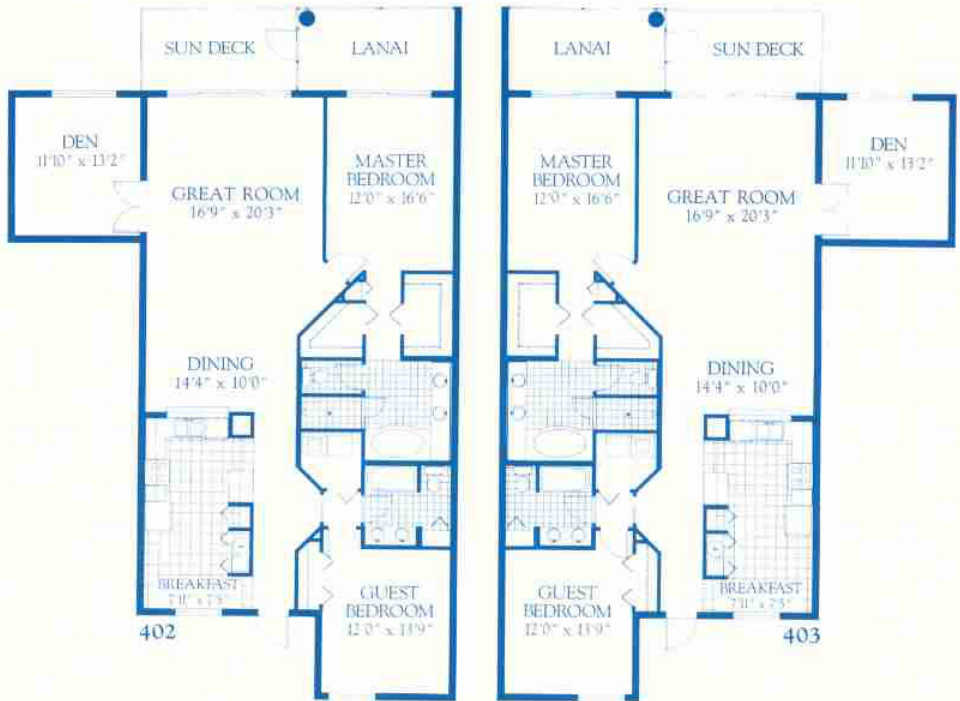 SUN DECK
LANAI
DEN
11'10" x 13'2"
GREAT ROOM
16'9" x 20'3"
MASTER
BEDROOM
12'0" x 16'6"
DINING
14'4" x 10'0"
BREAKFAST
7'11" x 7'5"
GUEST
BEDROOM
12'0" x 13'9"
402
LANAI
SUN DECK
MASTER
BEDROOM
12'0" x 16'6"
GREAT ROOM
16'9" x 20'3"
DEN
11'10" x 13'2"
DINING
14'4" x 10'0"
GUEST
BEDROOM
12'0" x 13'9"
BREAKFAST
7'11" x 7'5"
403